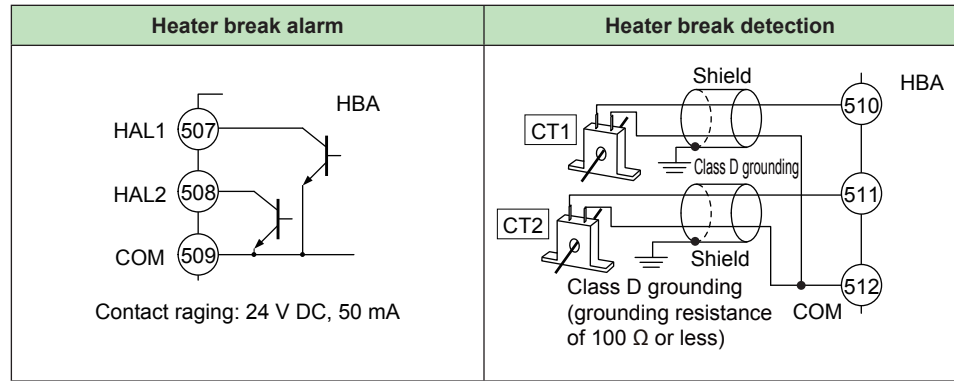 Heater break alarm
HBA
HAL1 507
HAL2 508
COM 509
Contact raging: 24 V DC, 50 mA
Heater break detection
Shield
HBA
510
CT1
Class D grounding
511
CT2
Shield
512
COM
Class D grounding
(grounding resistance
of 100 Ω or less)